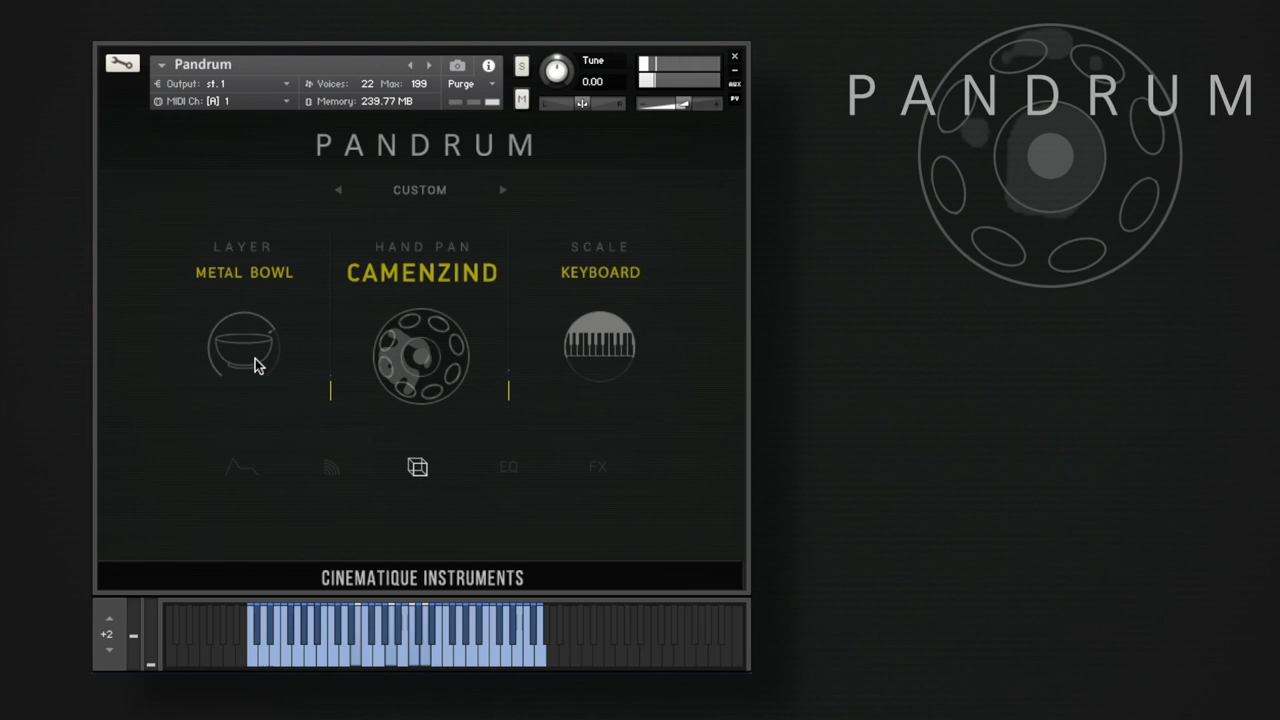 Pandrum
S
Tune
Output: st. 1
Voices: 22 Max: 199
Purge
0.00
AUX
MIDI Ch: [A] 1
Memory: 239.77 MB
M
L
R
PV
PANDRUM
PANDRUM
CUSTOM
LAYER
HAND PAN
SCALE
METAL BOWL
CAMENZIND
KEYBOARD
EQ
FX
CINEMATIQUE INSTRUMENTS
+2